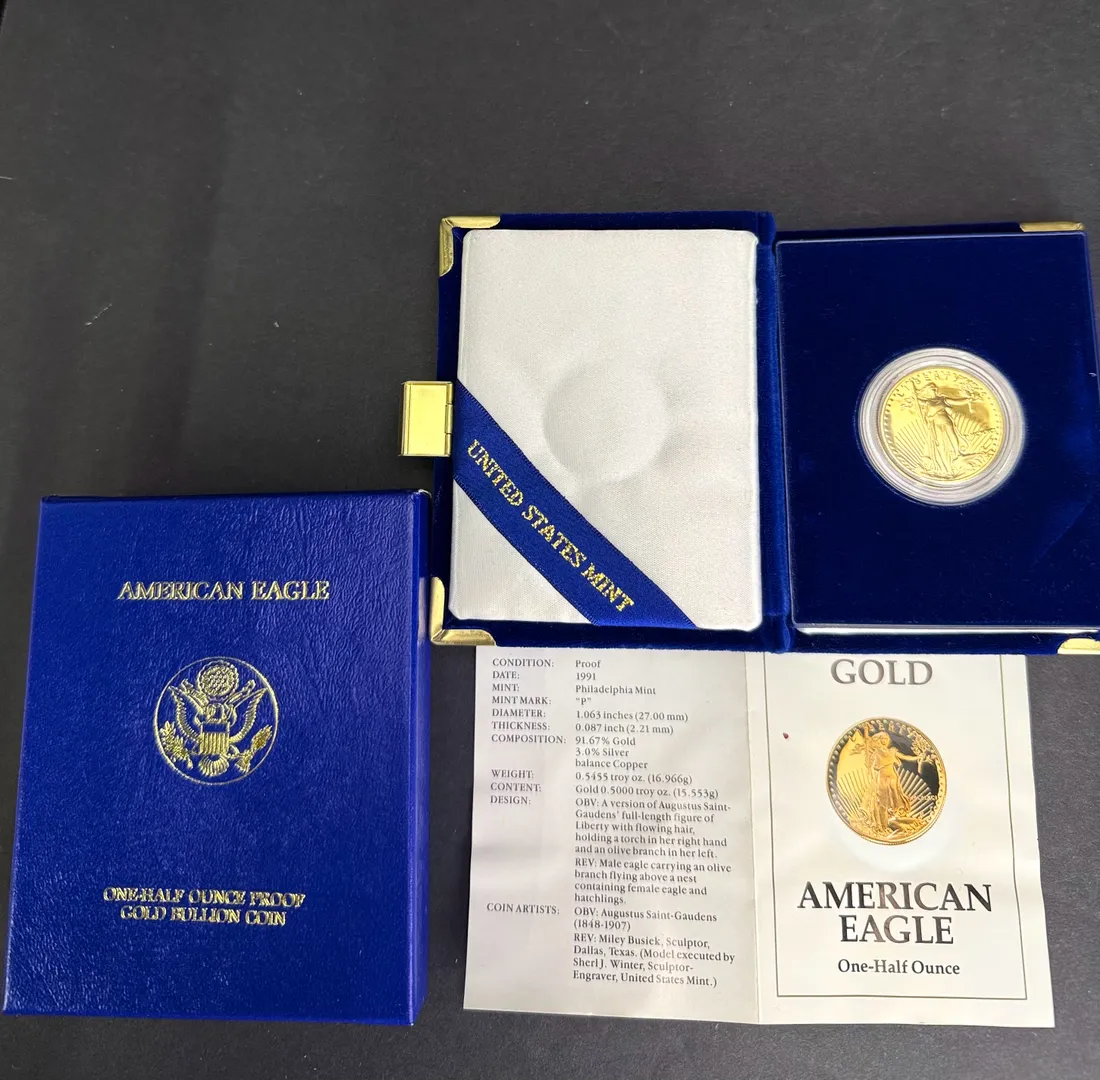 AMERICAN EAGLE
ONE-HALF OUNCE PROOF
GOLD BULLION COIN
UNITED STATES MINT
LIBERTY
CONDITION: Proof
DATE: 1991
MINT: Philadelphia Mint
MINT MARK: "P"
DIAMETER: 1.063 inches (27.00 mm)
THICKNESS: 0.087 inch (2.21 mm)
COMPOSITION: 91.67% Gold
3.0% Silver
balance Copper
WEIGHT: 0.5455 troy oz. (16.966g)
CONTENT: Gold 0.5000 troy oz. (15.553g)
DESIGN: OBV: A version of Augustus Saint-
Gaudens' full-length figure of
Liberty with flowing hair,
holding a torch in her right hand
and an olive branch in her left.
REV: Male eagle carrying an olive
branch flying above a nest
containing female eagle and
hatchlings.
COIN ARTISTS: OBV: Augustus Saint-Gaudens
(1848-1907)
REV: Miley Busiek, Sculptor,
Dallas, Texas. (Model executed by
Sherl J. Winter, Sculptor-
Engraver, United States Mint.)
GOLD
AMERICAN
EAGLE
One-Half Ounce